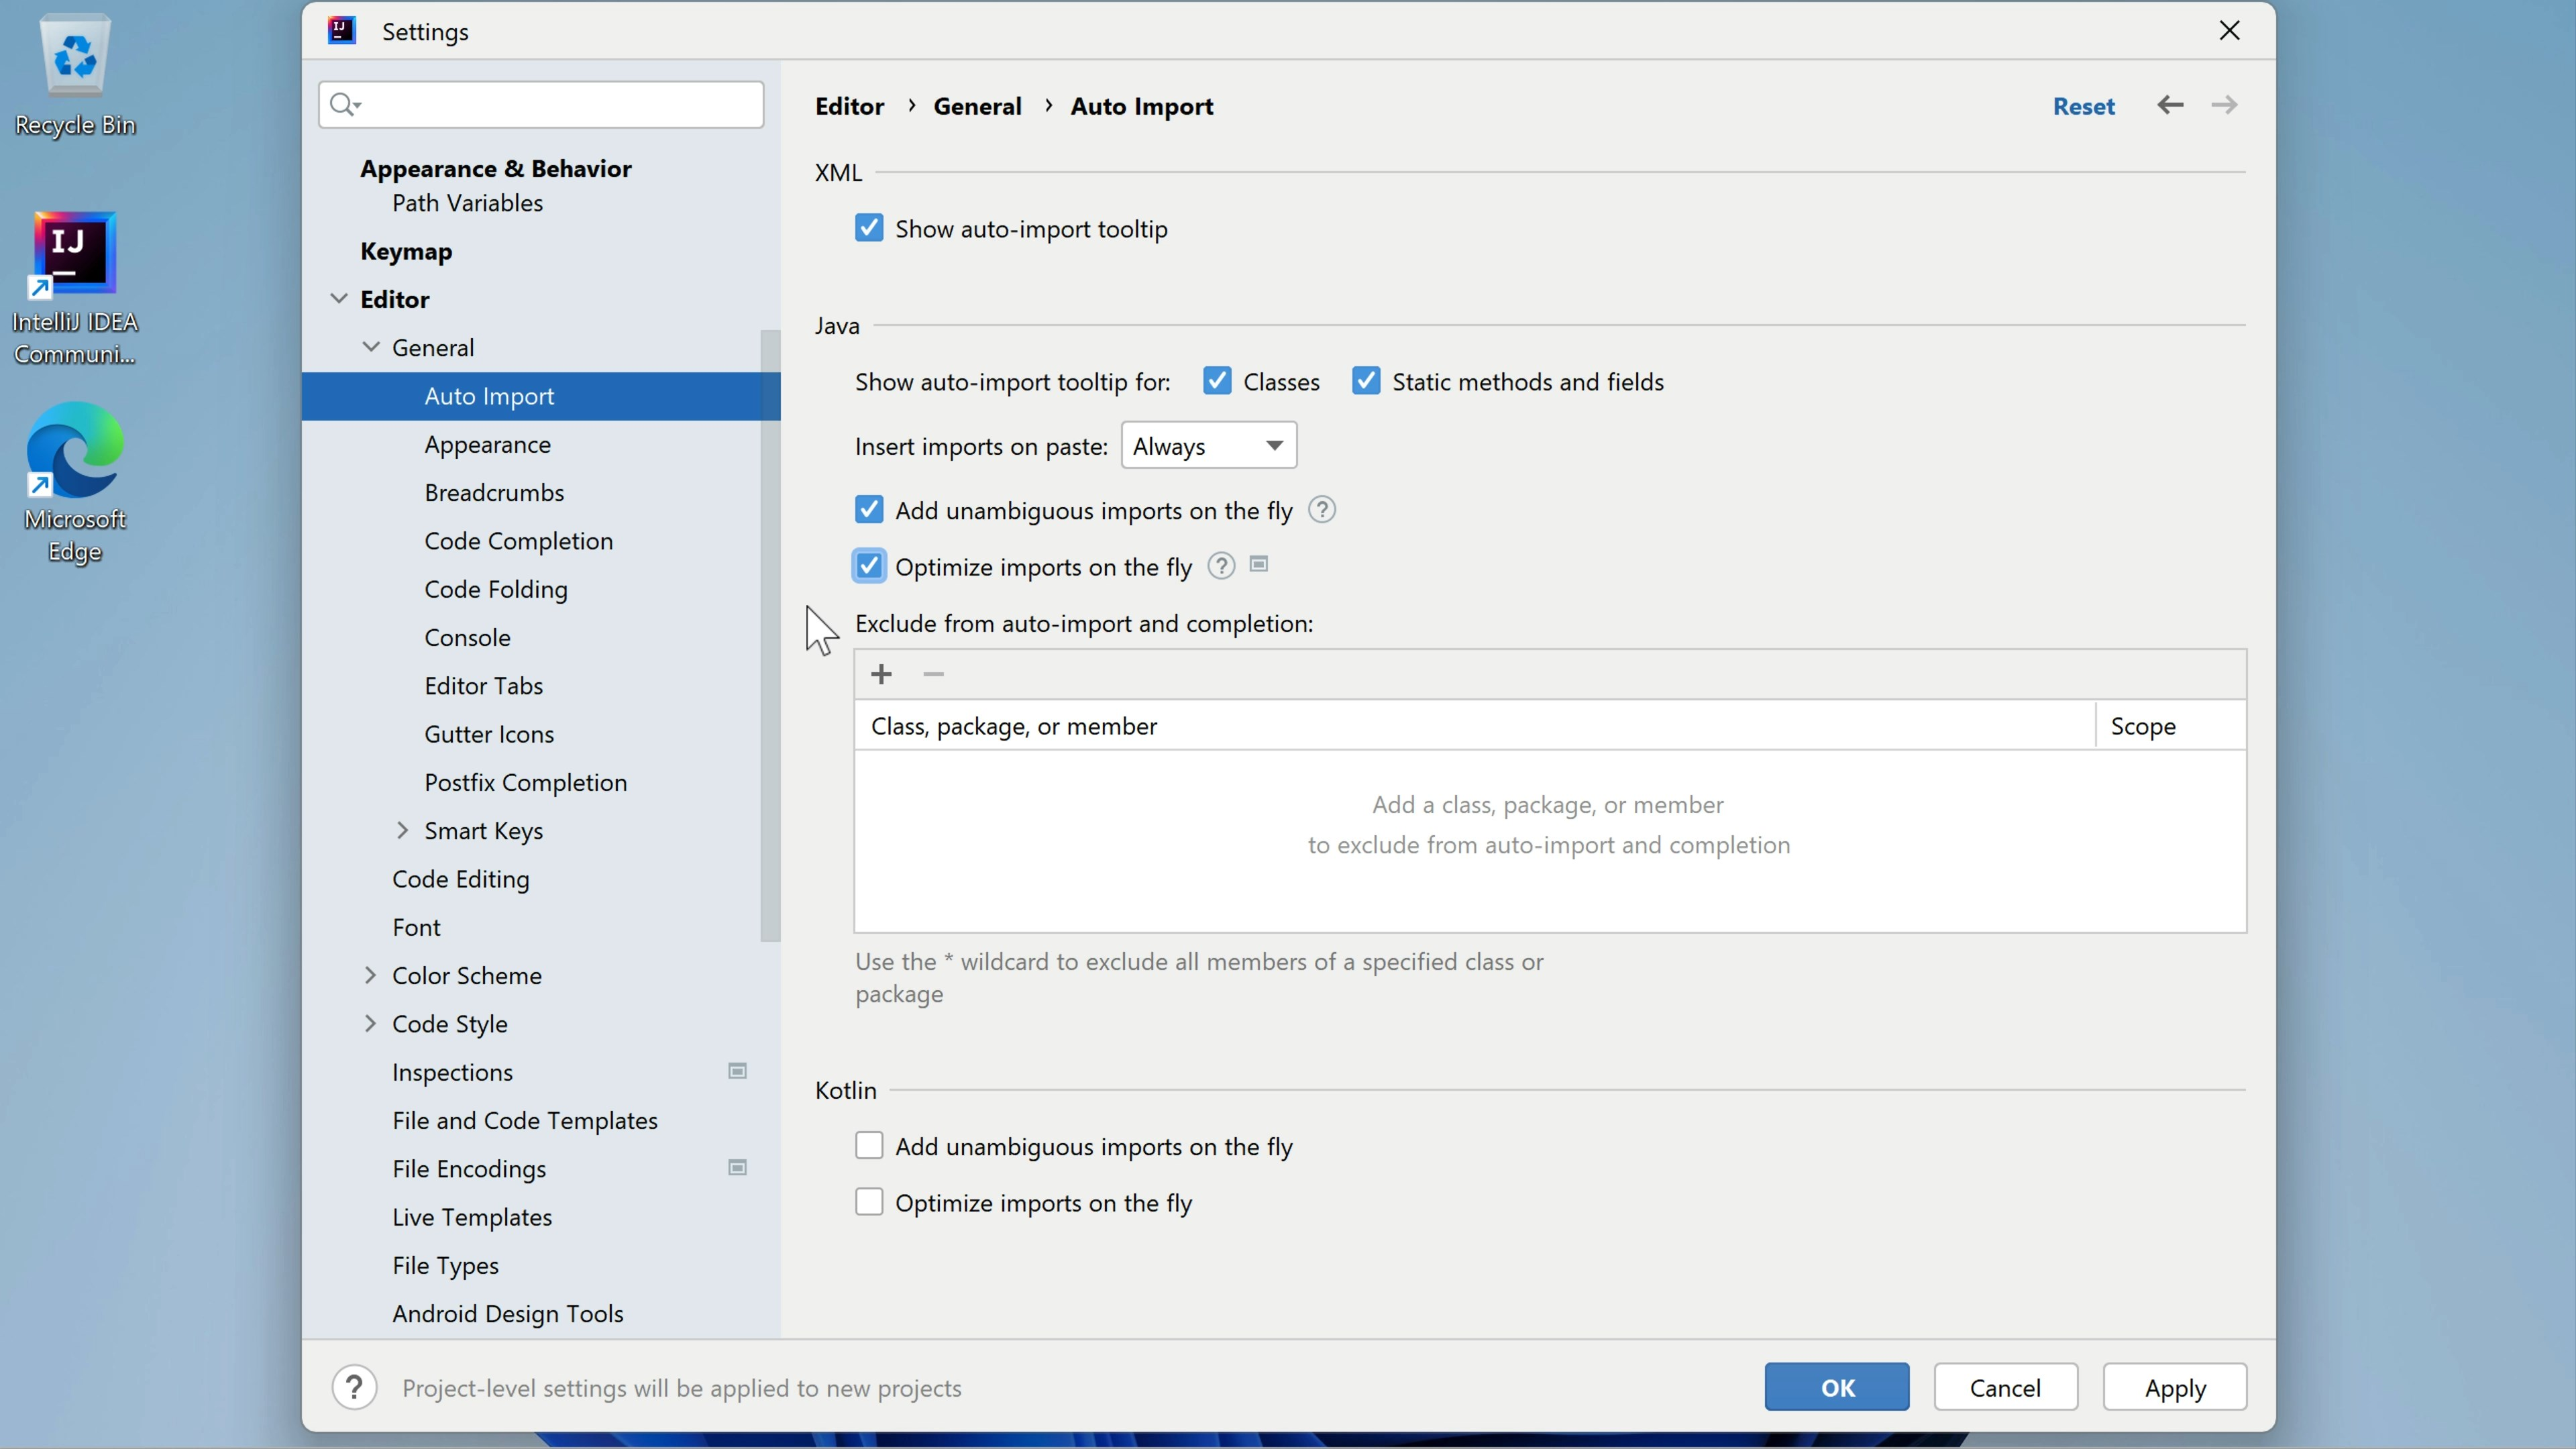 Recycle Bin
IJ
IntelliJ IDEA
Communi...
Microsoft
Edge
IJ
Settings
Appearance & Behavior
Path Variables
Keymap
Editor
General
Auto Import
Appearance
Breadcrumbs
Code Completion
Code Folding
Console
Editor Tabs
Gutter Icons
Postfix Completion
Smart Keys
Code Editing
Font
Color Scheme
Code Style
Inspections
File and Code Templates
File Encodings
Live Templates
File Types
Android Design Tools
Editor › General › Auto Import
Reset
XML
Show auto-import tooltip
Java
Show auto-import tooltip for: Classes Static methods and fields
Insert imports on paste: Always
Add unambiguous imports on the fly ?
Optimize imports on the fly ?
Exclude from auto-import and completion:
Class, package, or member Scope
Add a class, package, or member
to exclude from auto-import and completion
Use the * wildcard to exclude all members of a specified class or
package
Kotlin
Add unambiguous imports on the fly
Optimize imports on the fly
? Project-level settings will be applied to new projects
OK Cancel Apply